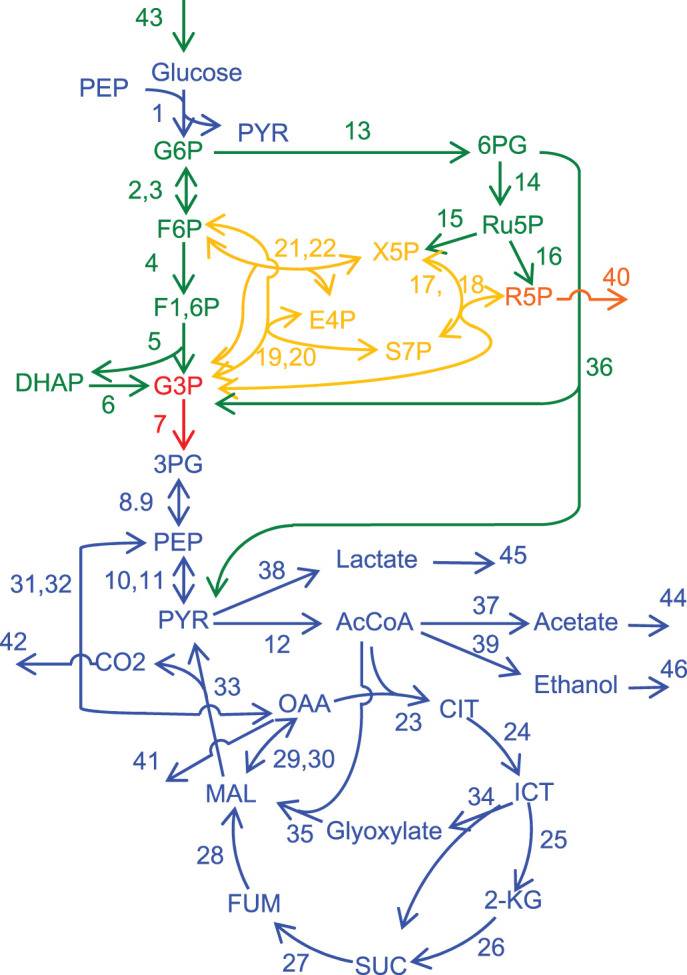 43
Glucose
PEP
1
PYR
13
G6P
6PG
2,3
14
F6P
15
Ru5P
21,22
X5P
4
16
17, 18
40
F1,6P
R5P
E4P
5
19,20
S7P
36
DHAP
G3P
6
7
3PG
8.9
PEP
Lactate
45
31,32
10,11
38
37
44
PYR
AcCoA
Acetate
12
39
42
CO2
46
33
Ethanol
OAA
CIT
23
24
41
29,30
MAL
34
ICT
35
Glyoxylate
25
28
FUM
2-KG
26
27
SUC